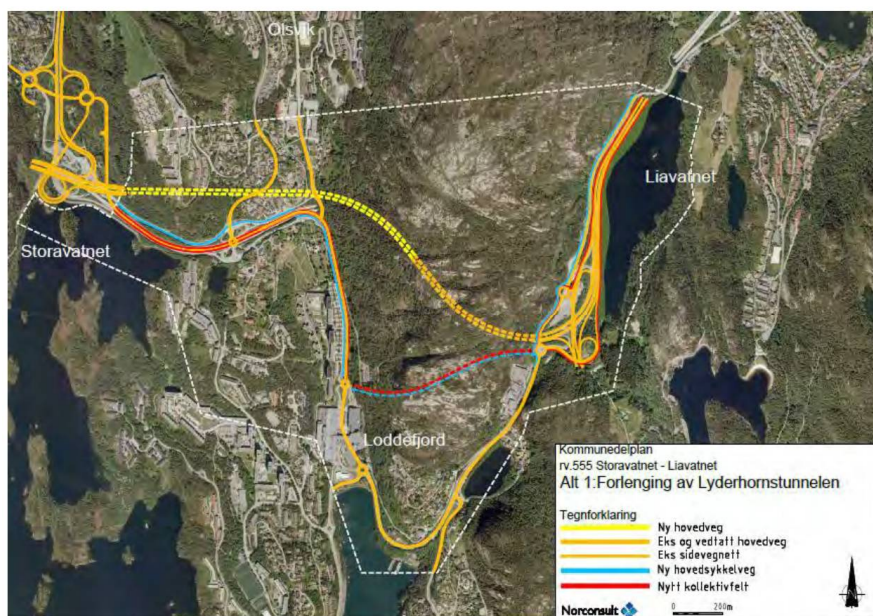 Olsvik
Liavatnet
Storavatnet
Loddefjord
Kommunedelplan
rv.555 Storavatnet - Liavatnet
Alt 1:Forlenging av Lyderhornstunnelen
Tegnforklaring
Ny hovedveg
Eks og vedtatt hovedveg
Eks sidevegnett
Ny hovedsykkelveg
Nytt kollektivfelt
Norconsult
0 200m